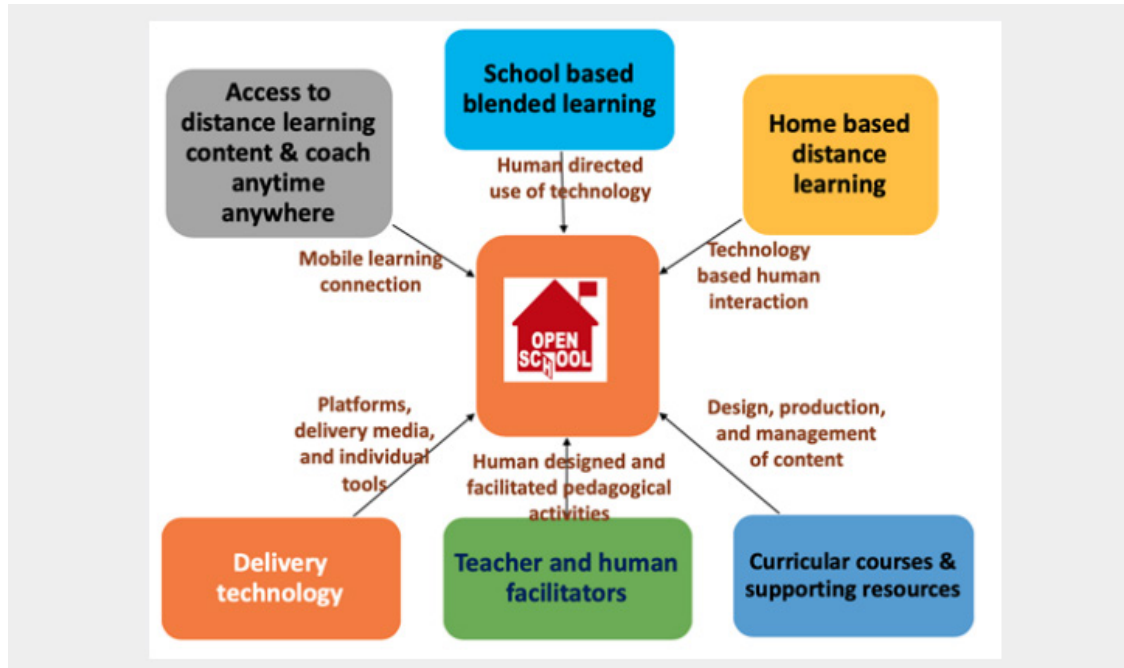 School based
blended learning
Access to
distance learning
content & coach
anytime
anywhere
Home based
distance
learning
Human directed
use of technology
Mobile learning
connection
Technology
based human
interaction
OPEN
SCHOOL
Platforms,
delivery media,
and individual
tools
Human designed and
facilitated pedagogical
activities
Design, production,
and management
of content
Delivery
technology
Teacher and human
facilitators
Curricular courses &
supporting resources